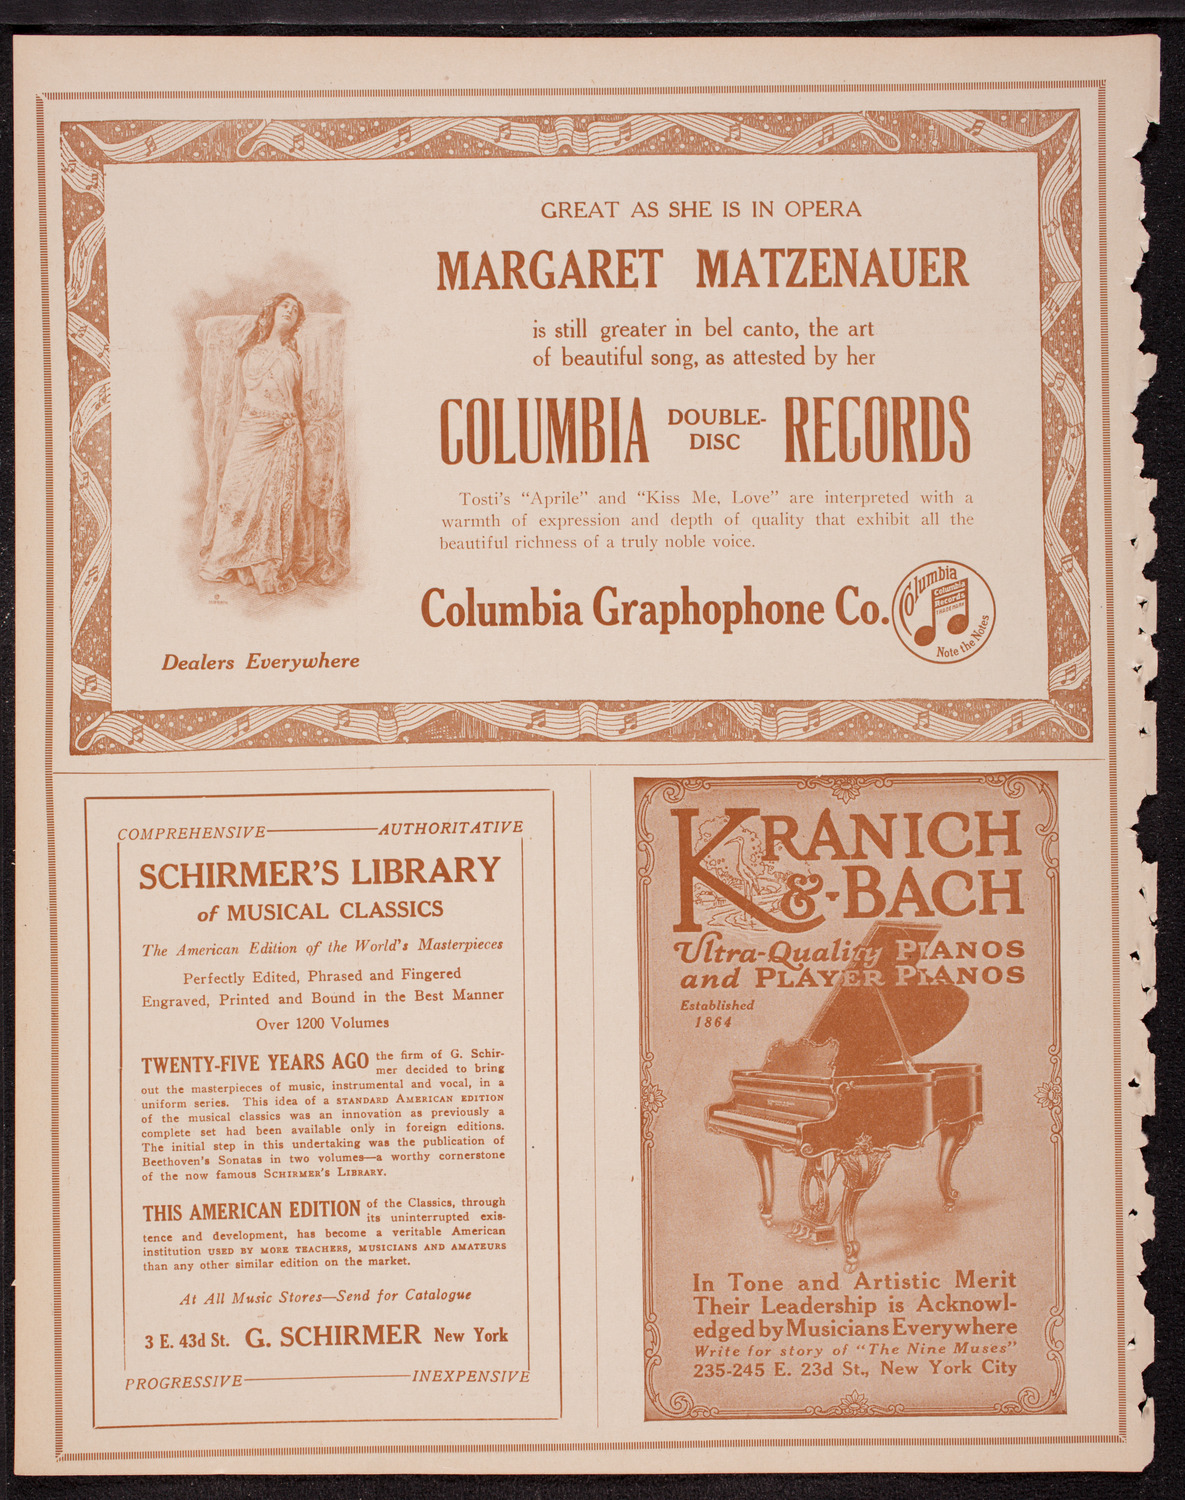 GREAT AS SHE IS IN OPERA
MARGARET MATZENAUER
is still greater in bel canto, the art
of beautiful song, as attested by her
COLUMBIA DOUBLE-DISC RECORDS
Tosti's "Aprile" and "Kiss Me, Love" are interpreted with a
warmth of expression and depth of quality that exhibit all the
beautiful richness of a truly noble voice.
Columbia Graphophone Co.
Columbia
Columbia
Records
TRADE MARK
Note the Notes
Dealers Everywhere
COMPREHENSIVE—AUTHORITATIVE
SCHIRMER'S LIBRARY
of MUSICAL CLASSICS
The American Edition of the World's Masterpieces
Perfectly Edited, Phrased and Fingered
Engraved, Printed and Bound in the Best Manner
Over 1200 Volumes
TWENTY-FIVE YEARS AGO the firm of G. Schir-
mer decided to bring
out the masterpieces of music, instrumental and vocal, in a
uniform series. This idea of a STANDARD AMERICAN EDITION
of the musical classics was an innovation as previously a
complete set had been available only in foreign editions.
The initial step in this undertaking was the publication of
Beethoven's Sonatas in two volumes—a worthy cornerstone
of the now famous SCHIRMER'S LIBRARY.
THIS AMERICAN EDITION of the Classics, through
its uninterrupted exis-
tence and development, has become a veritable American
institution USED BY MORE TEACHERS, MUSICIANS AND AMATEURS
than any other similar edition on the market.
At All Music Stores—Send for Catalogue
3 E. 43d St. G. SCHIRMER New York
PROGRESSIVE—INEXPENSIVE
KRANICH
&-BACH
Ultra-Quality PIANOS
and PLAYER PIANOS
Established
1864
In Tone and Artistic Merit
Their Leadership is Acknowl-
edged by Musicians Everywhere
Write for story of "The Nine Muses"
235-245 E. 23d St., New York City